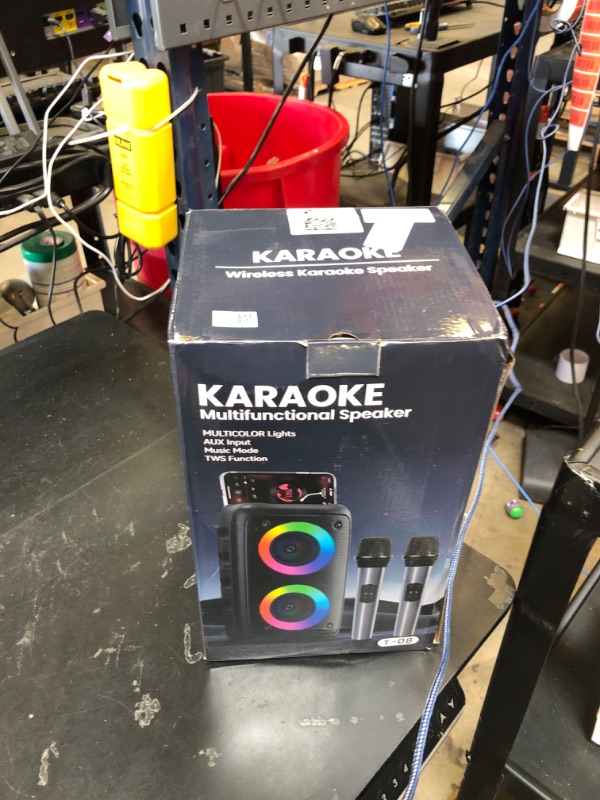 KARAOKE
Wireless Karaoke Speaker
KARAOKE
Multifunctional Speaker
MULTICOLOR Lights
AUX Input
Music Mode
TWS Function
T-08